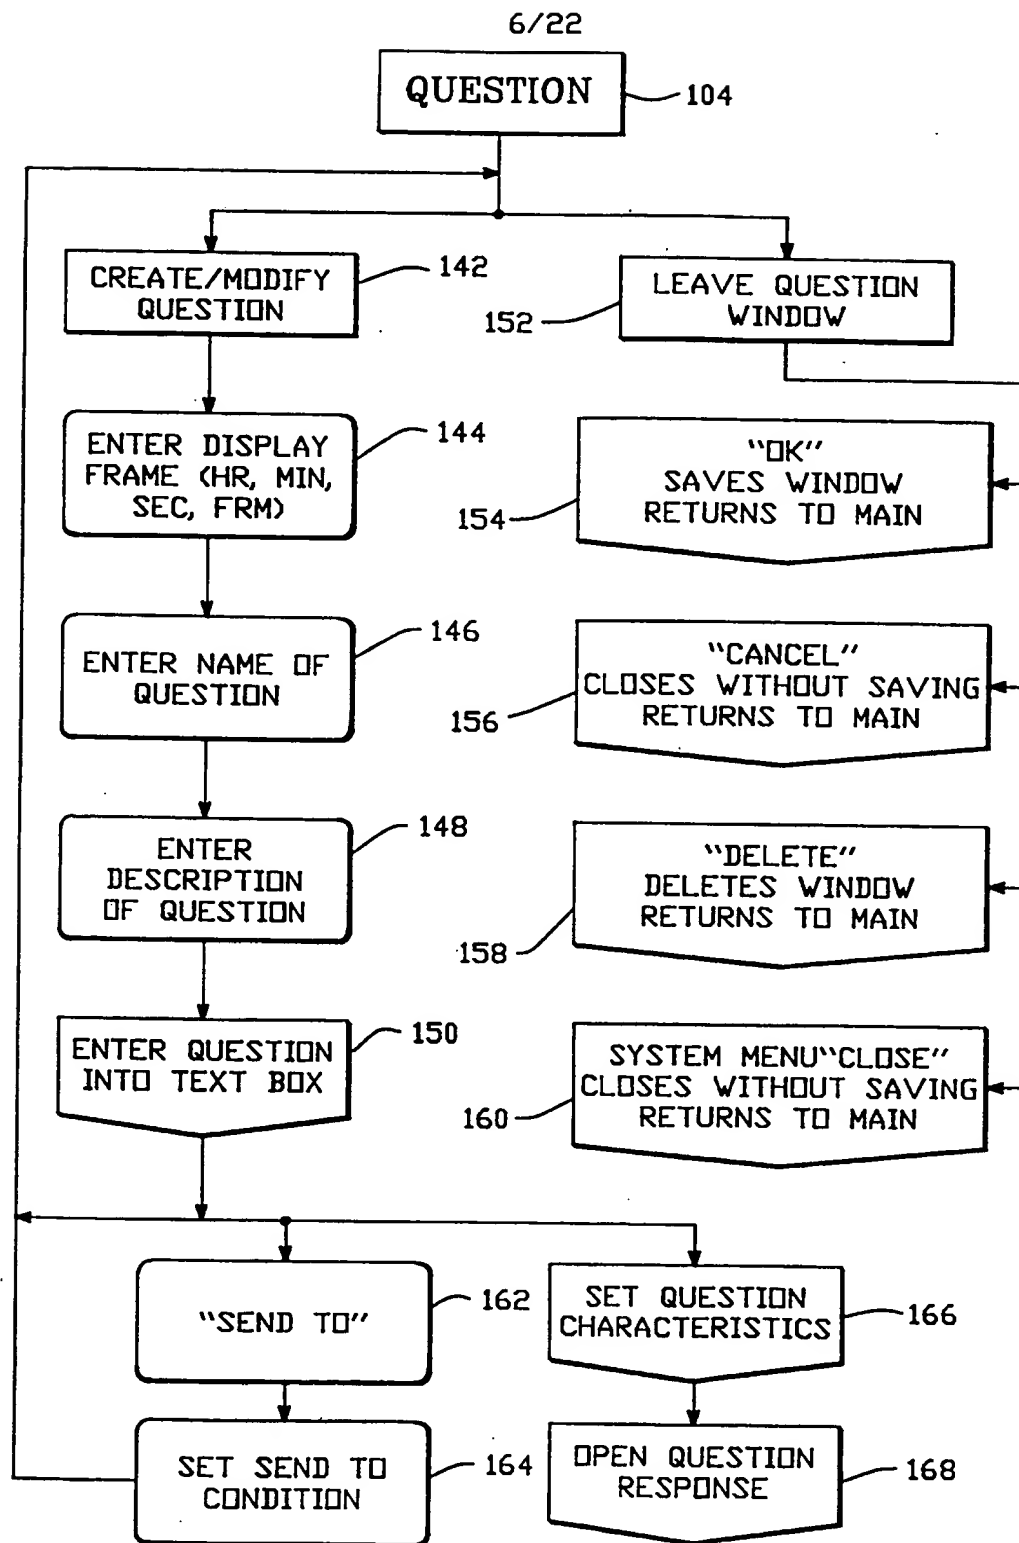 6/22
QUESTION
104
CREATE/MODIFY
QUESTION
142
ENTER DISPLAY
FRAME (HR, MIN,
SEC, FRM)
144
ENTER NAME OF
QUESTION
146
ENTER
DESCRIPTION
OF QUESTION
148
ENTER QUESTION
INTO TEXT BOX
150
LEAVE QUESTION
WINDOW
152
"OK"
SAVES WINDOW
RETURNS TO MAIN
154
"CANCEL"
CLOSES WITHOUT SAVING
RETURNS TO MAIN
156
"DELETE"
DELETES WINDOW
RETURNS TO MAIN
158
SYSTEM MENU"CLOSE"
CLOSES WITHOUT SAVING
RETURNS TO MAIN
160
"SEND TO"
162
SET SEND TO
CONDITION
164
SET QUESTION
CHARACTERISTICS
166
OPEN QUESTION
RESPONSE
168